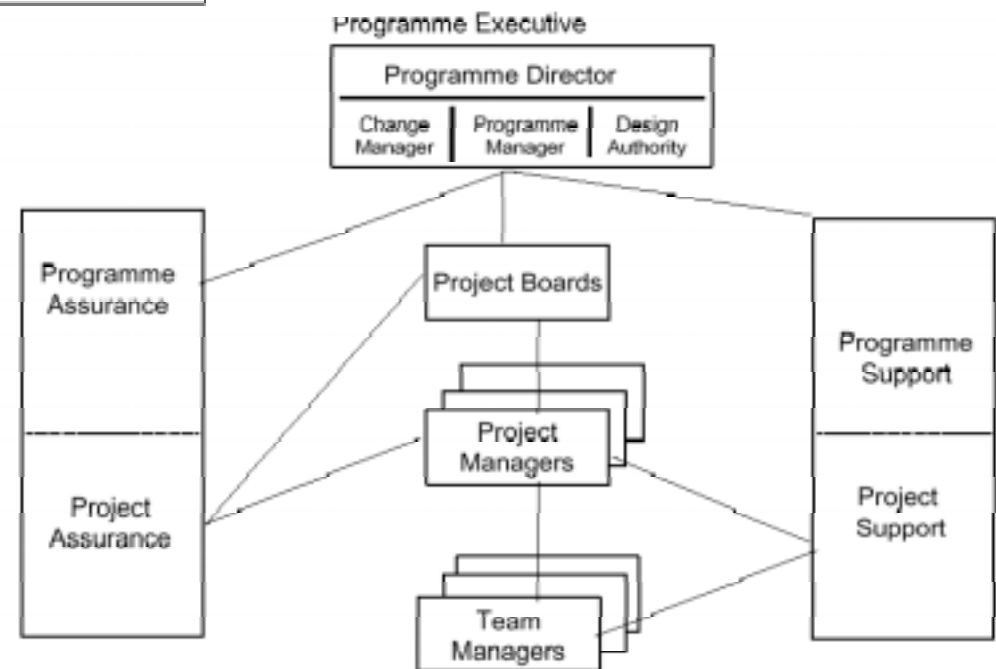 Programme Executive
Programme Director
Change
Manager
Programme
Manager
Design
Authority
Programme
Assurance
Project Boards
Programme
Support
Project
Managers
Project
Assurance
Project
Support
Team
Managers